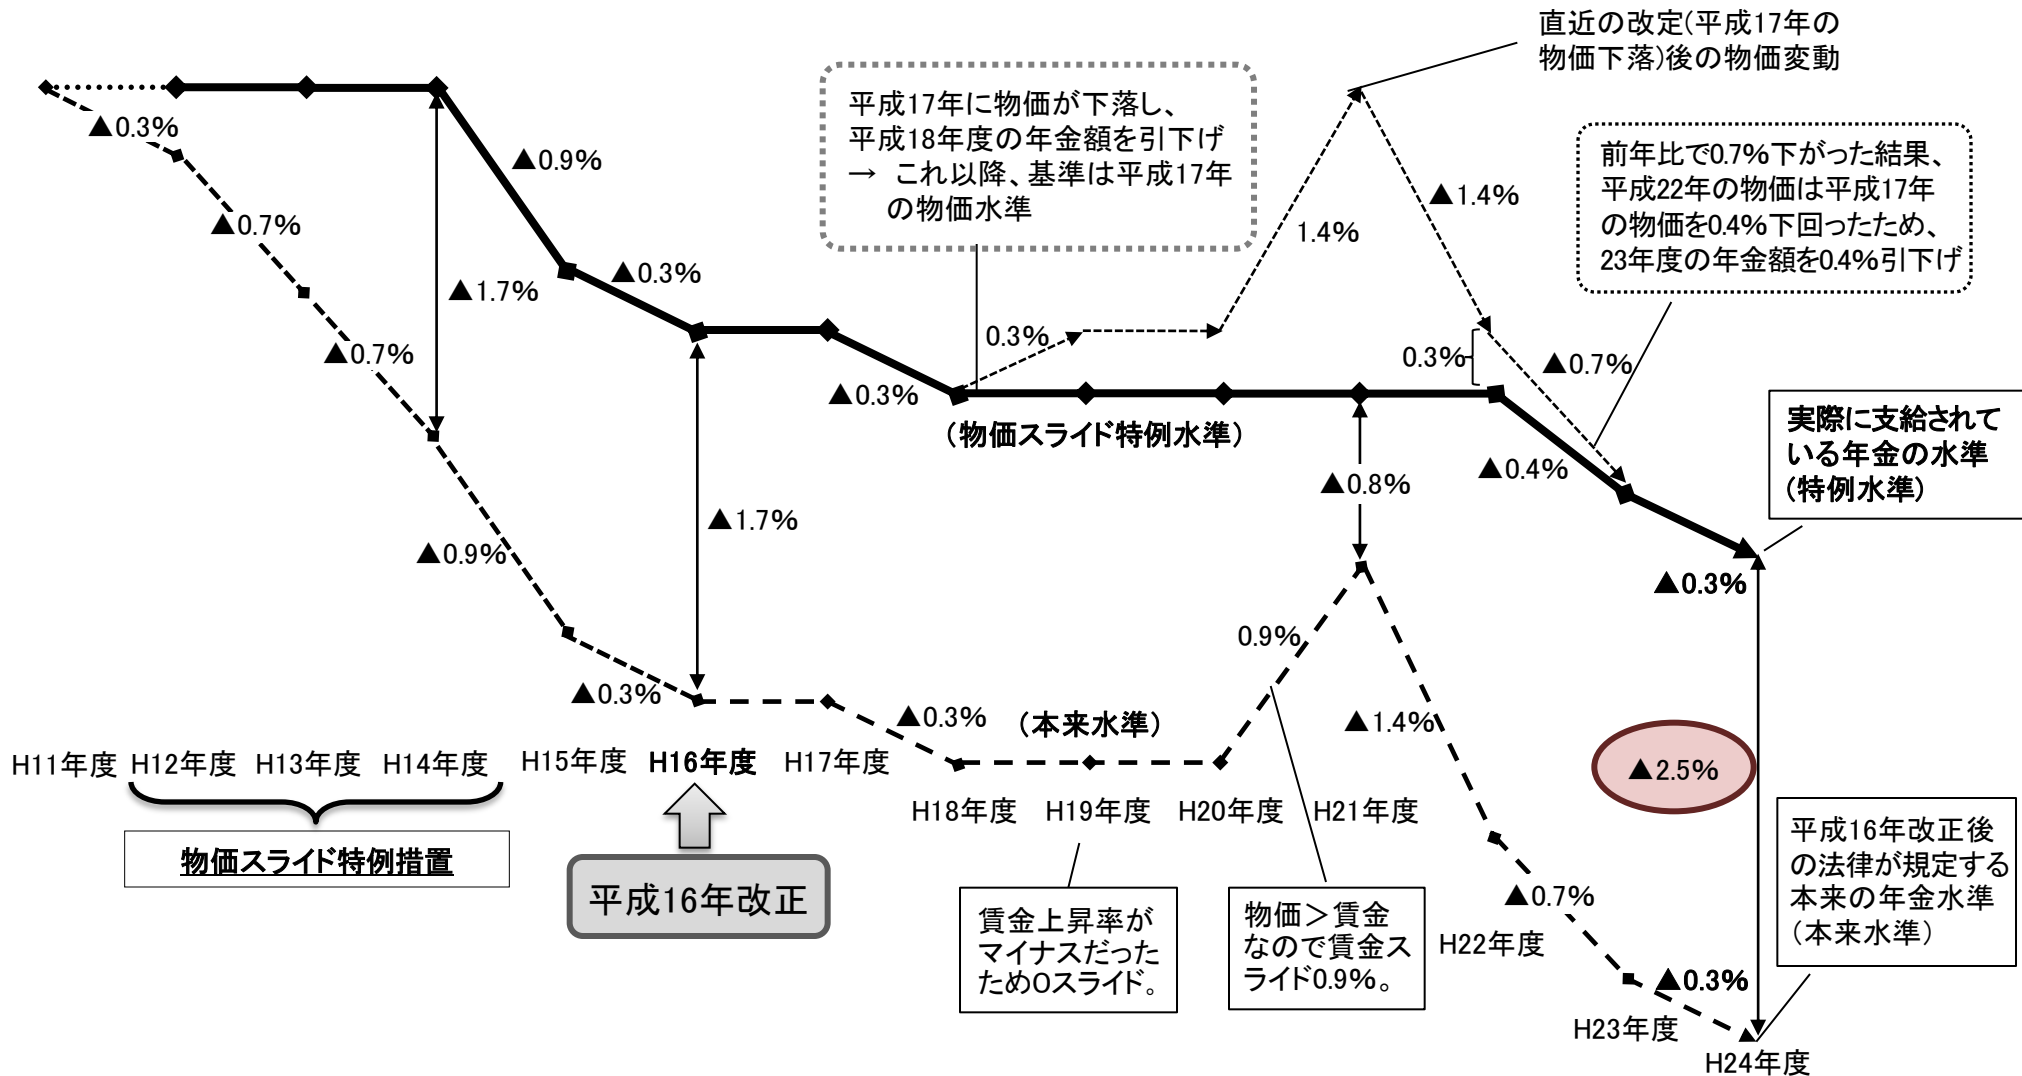 直近の改定(平成17年の
物価下落)後の物価変動
平成17年に物価が下落し、
平成18年度の年金額を引下げ
→ これ以降、基準は平成17年
の物価水準
前年比で0.7%下がった結果、
平成22年の物価は平成17年
の物価を0.4%下回ったため、
23年度の年金額を0.4%引下げ
▲0.3%
▲0.9%
▲0.7%
▲1.7%
▲0.3%
▲0.7%
▲0.9%
▲1.7%
▲0.3%
1.4%
▲1.4%
0.3%
0.3%
▲0.7%
▲0.3%
(物価スライド特例水準)
▲0.4%
▲0.8%
実際に支給されて
いる年金の水準
(特例水準)
▲0.3%
0.9%
▲0.3%
(本来水準)
▲1.4%
▲2.5%
▲0.7%
▲0.3%
H11年度
H12年度
H13年度
H14年度
H15年度
H16年度
H17年度
H18年度
H19年度
H20年度
H21年度
H22年度
H23年度
H24年度
物価スライド特例措置
平成16年改正
賃金上昇率が
マイナスだった
ため0スライド。
物価>賃金
なので賃金ス
ライド0.9%。
平成16年改正後
の法律が規定する
本来の年金水準
(本来水準)